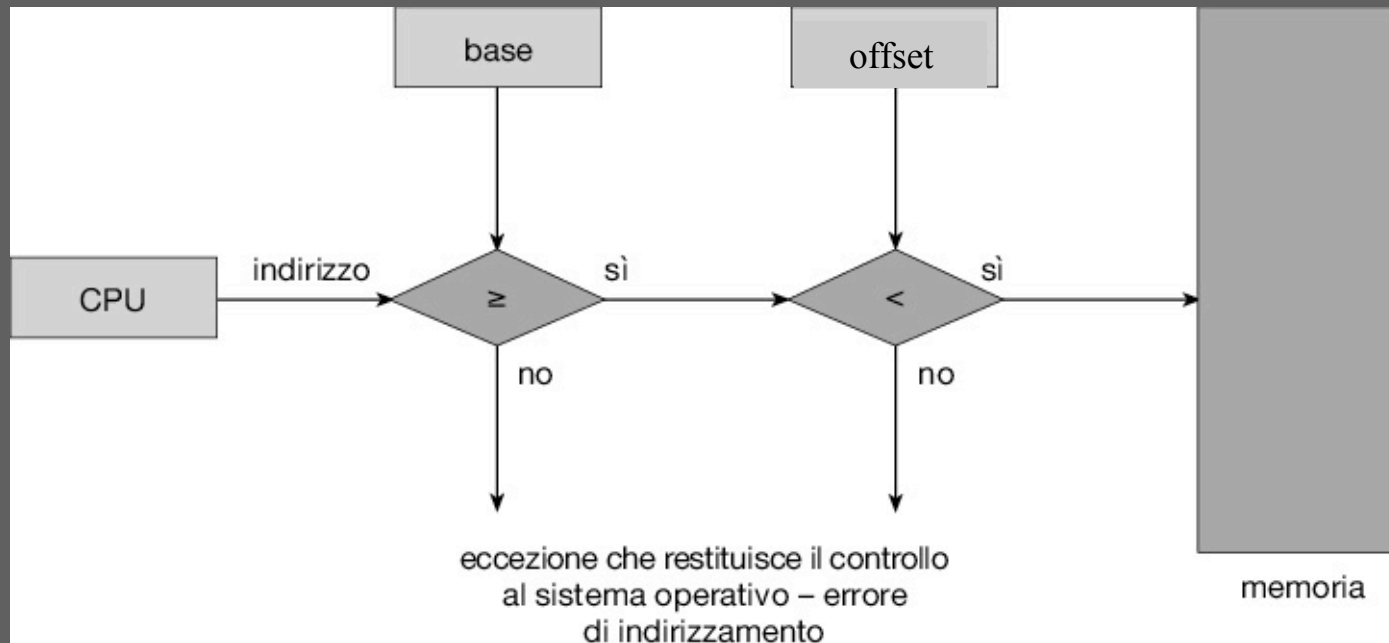 base
offset
CPU
indirizzo
≥
sì
<
sì
no
no
eccezione che restituisce il controllo
al sistema operativo – errore
di indirizzamento
memoria